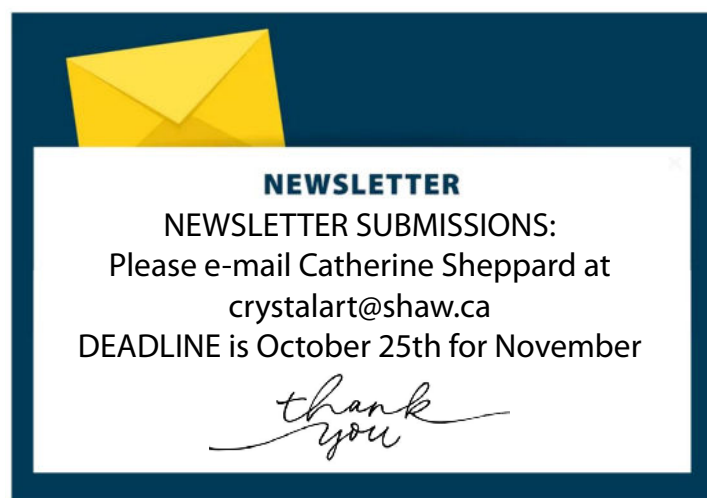 NEWSLETTER
NEWSLETTER SUBMISSIONS:
Please e-mail Catherine Sheppard at
crystalart@shaw.ca
DEADLINE is October 25th for November
thank
you